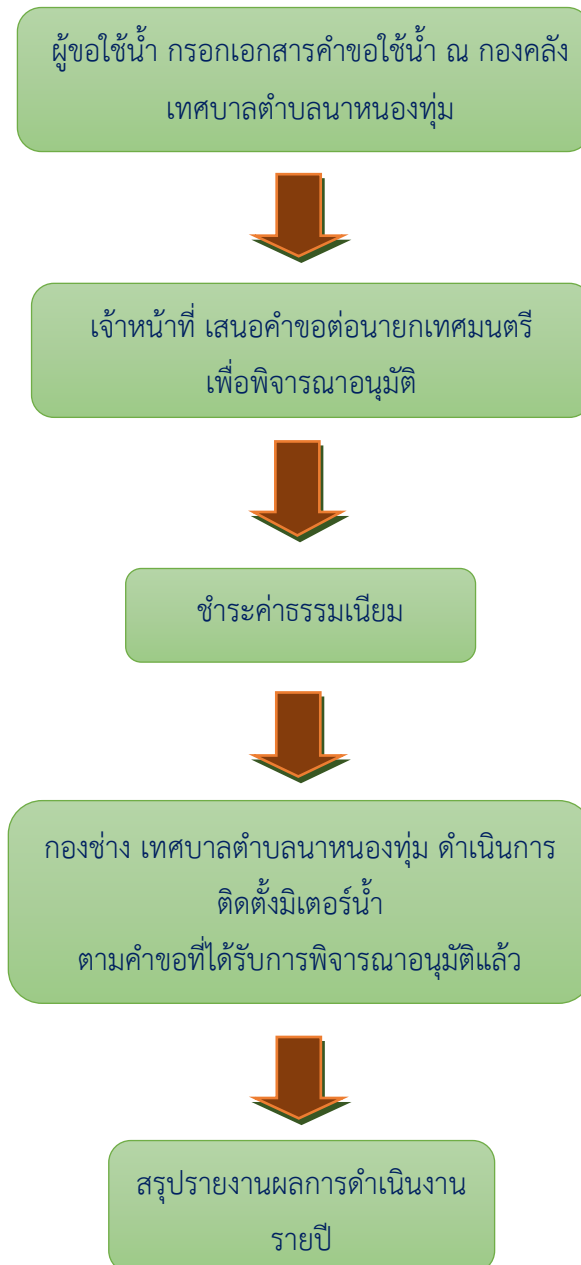 ผู้ขอใช้น้ำ กรอกเอกสารคำขอใช้น้ำ ณ กองคลัง
เทศบาลตำบลนาหนองทุ่ม
เจ้าหน้าที่ เสนอคำขอต่อนายกเทศมนตรี
เพื่อพิจารณาอนุมัติ
ชำระค่าธรรมเนียม
กองช่าง เทศบาลตำบลนาหนองทุ่ม ดำเนินการ
ติดตั้งมิเตอร์น้ำ
ตามคำขอที่ได้รับการพิจารณาอนุมัติแล้ว
สรุปรายงานผลการดำเนินงาน
รายปี